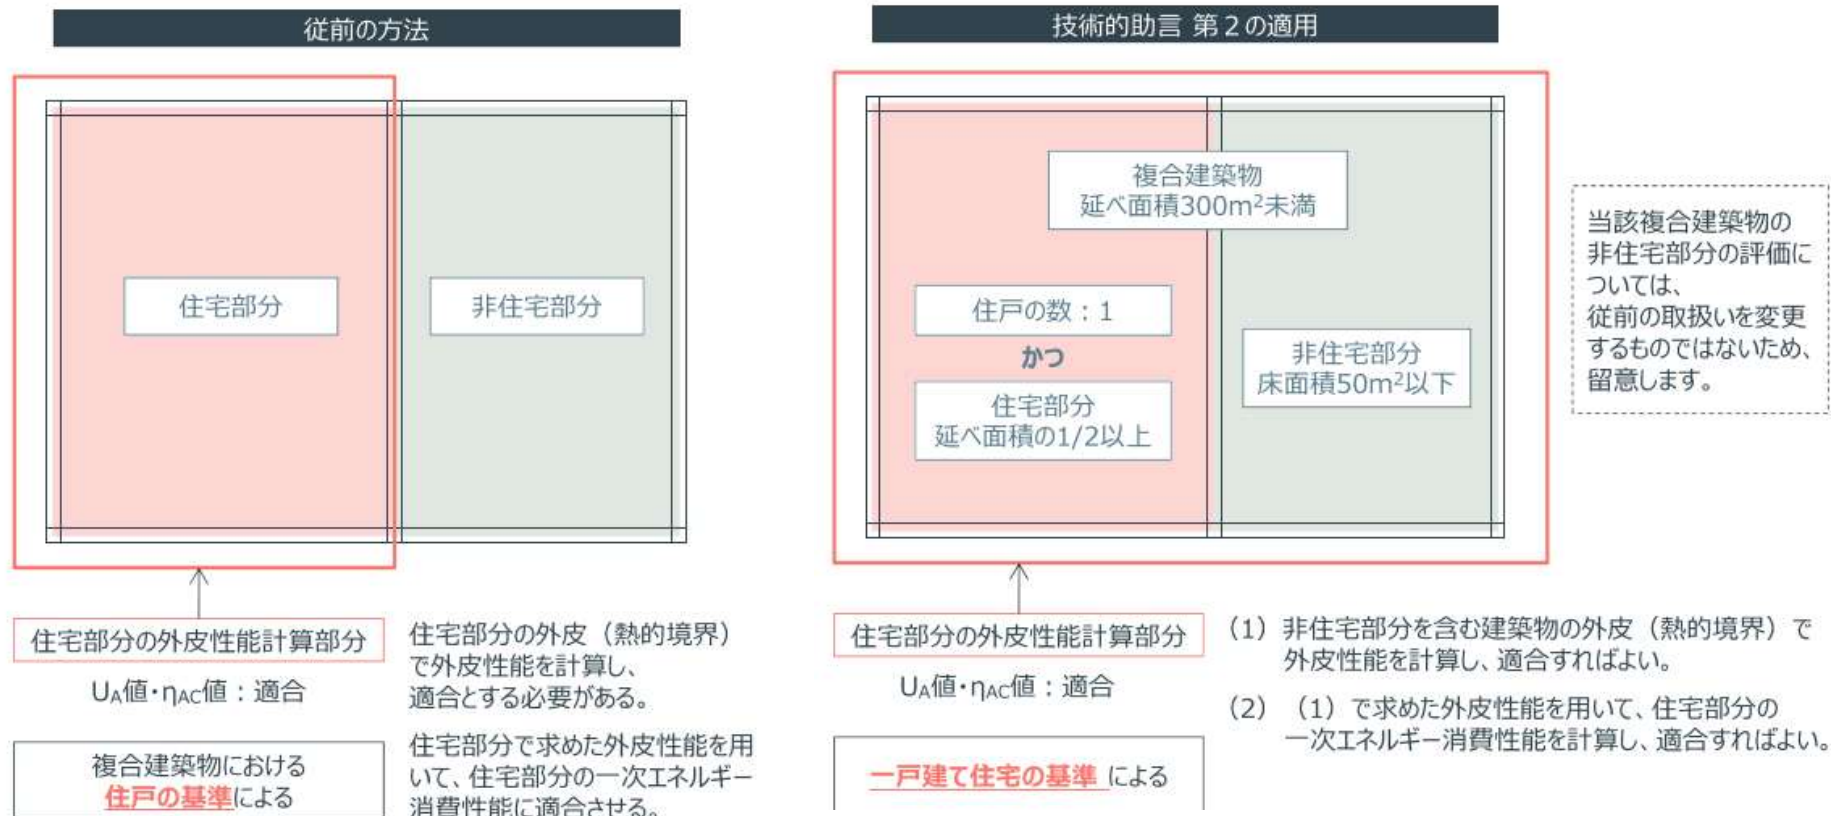 従前の方法
住宅部分
非住宅部分
住宅部分の外皮性能計算部分
UA値・ηAC値：適合
複合建築物における
住戸の基準による
住宅部分の外皮（熱的境界）
で外皮性能を計算し、
適合とする必要がある。
住宅部分で求めた外皮性能を用
いて、住宅部分の一次エネルギー
消費性能に適合させる。
技術的助言 第２の適用
複合建築物
延べ面積300m²未満
住戸の数：1
かつ
住宅部分
延べ面積の1/2以上
非住宅部分
床面積50m²以下
当該複合建築物の
非住宅部分の評価に
ついては、
従前の取扱いを変更
するものではないため、
留意します。
住宅部分の外皮性能計算部分
UA値・ηAC値：適合
一戸建て住宅の基準 による
（1）非住宅部分を含む建築物の外皮（熱的境界）で
外皮性能を計算し、適合すればよい。
（2）（1）で求めた外皮性能を用いて、住宅部分の
一次エネルギー消費性能を計算し、適合すればよい。